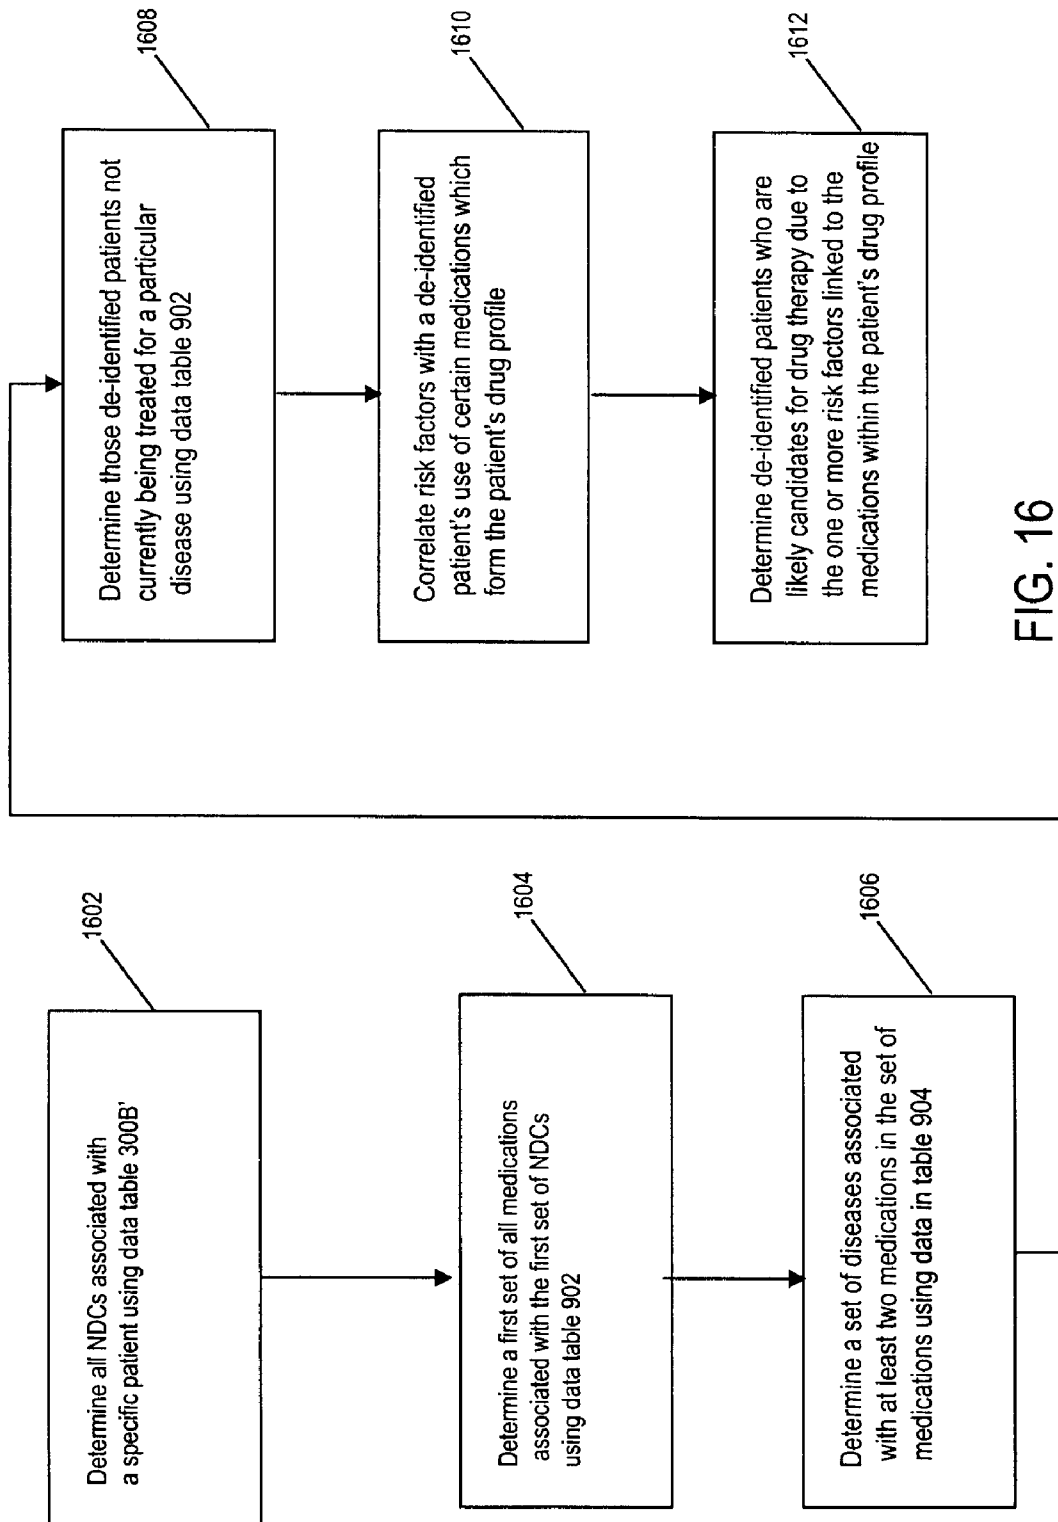 1602
Determine all NDCs associated with
a specific patient using data table 300B'
1604
Determine a first set of all medications
associated with the first set of NDCs
using data table 902
1606
Determine a set of diseases associated
with at least two medications in the set of
medications using data in table 904
1608
Determine those de-identified patients not
currently being treated for a particular
disease using data table 902
1610
Correlate risk factors with a de-identified
patient's use of certain medications which
form the patient's drug profile
1612
Determine de-identified patients who are
likely candidates for drug therapy due to
the one or more risk factors linked to the
medications within the patient's drug profile
FIG. 16